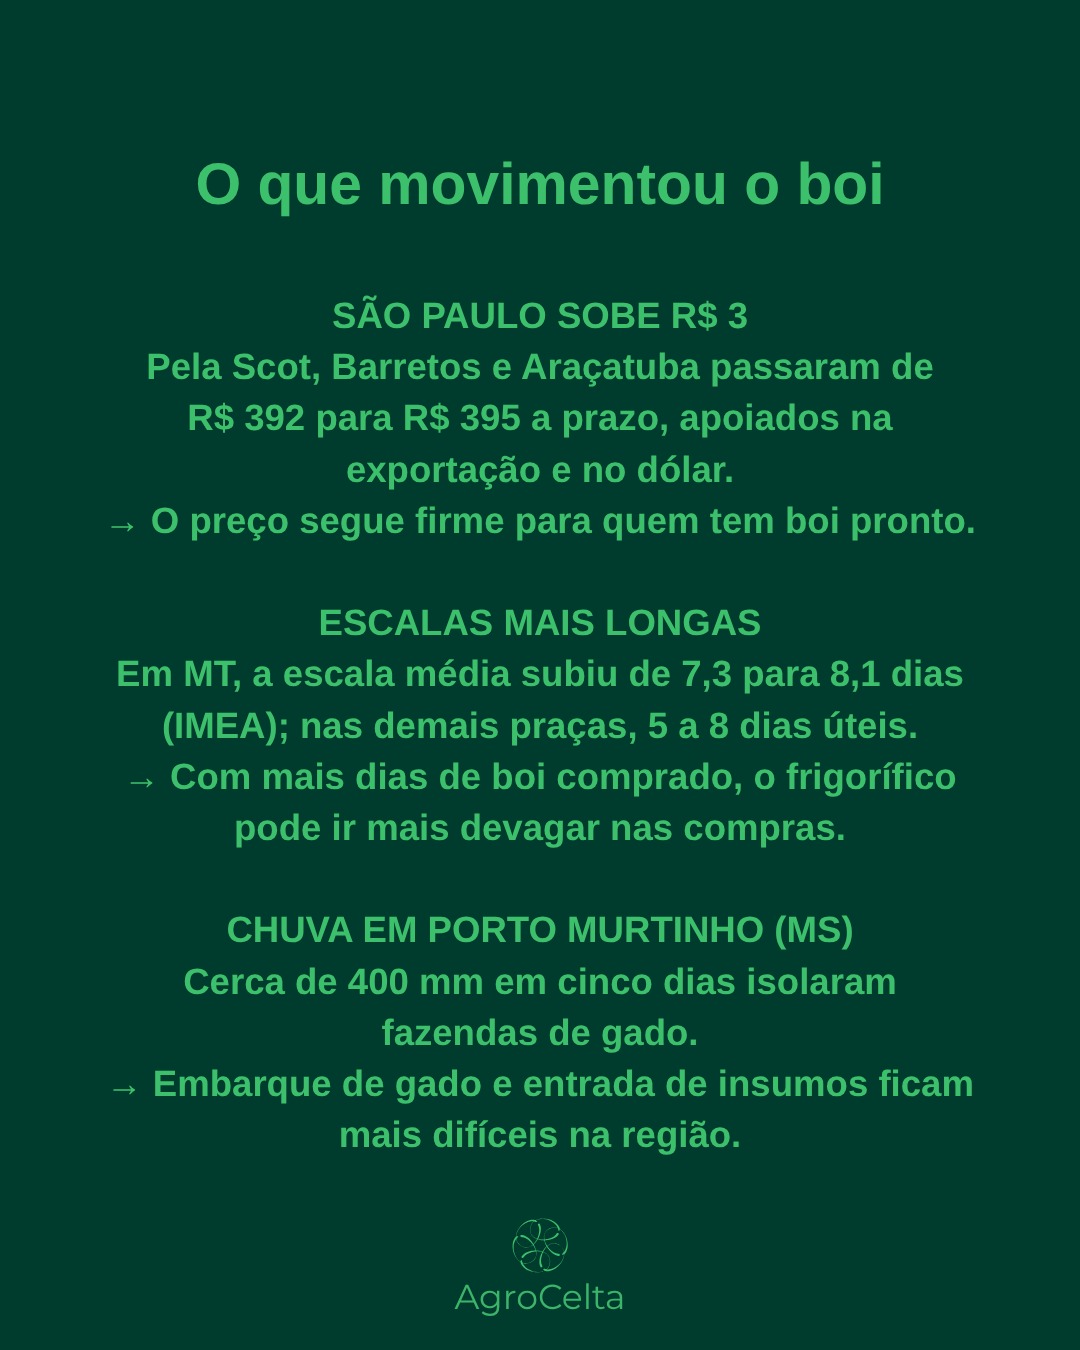 O que movimentou o boi
SÃO PAULO SOBE R$ 3
Pela Scot, Barretos e Araçatuba passaram de
R$ 392 para R$ 395 a prazo, apoiados na
exportação e no dólar.
→ O preço segue firme para quem tem boi pronto.
ESCALAS MAIS LONGAS
Em MT, a escala média subiu de 7,3 para 8,1 dias
(IMEA); nas demais praças, 5 a 8 dias úteis.
→ Com mais dias de boi comprado, o frigorífico
pode ir mais devagar nas compras.
CHUVA EM PORTO MURTINHO (MS)
Cerca de 400 mm em cinco dias isolaram
fazendas de gado.
→ Embarque de gado e entrada de insumos ficam
mais difíceis na região.
AgroCelta